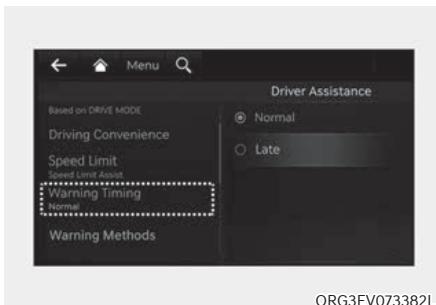 Menu
Driver Assistance
Based on DRIVE MODE
Driving Convenience
Speed Limit
Speed Limit Assist
Warning Timing
Normal
Warning Methods
Normal
Late
ORG3EV073382L